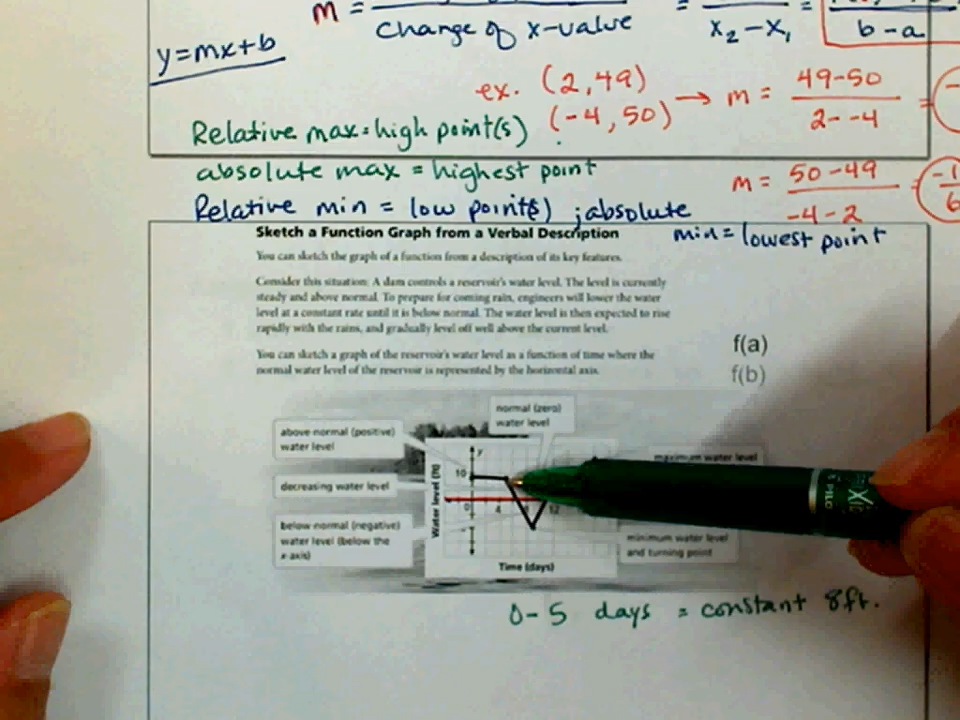 m =
change of x-value
= x₂-x₁ =
b-a
y=mx+b
ex. (2,49)
(-4,50) → m = 49-50 / 2--4 =
Relative max = high point(s)
absolute max = highest point
m = 50-49 / -4-2 = -1/6
Relative min = low point(s) ; absolute
min = lowest point
Sketch a Function Graph from a Verbal Description
You can sketch the graph of a function from a description of its key features.
Consider this situation: A dam controls a reservoir's water level. The level is currently
steady and above normal. To prepare for coming rain, engineers will lower the water
level at a constant rate until it is below normal. The water level is then expected to rise
rapidly with the rains, and gradually level off well above the current level.
f(a)
You can sketch a graph of the reservoir's water level as a function of time where the
normal water level of the reservoir is represented by the horizontal axis.
f(b)
normal (zero)
water level
above normal (positive)
water level
maximum water level
decreasing water level
below normal (negative)
water level (below the
x-axis)
Water level (ft)
y
10
0
4
12
Time (days)
minimum water level
and turning point
PILO
0-5 days = constant 8ft.